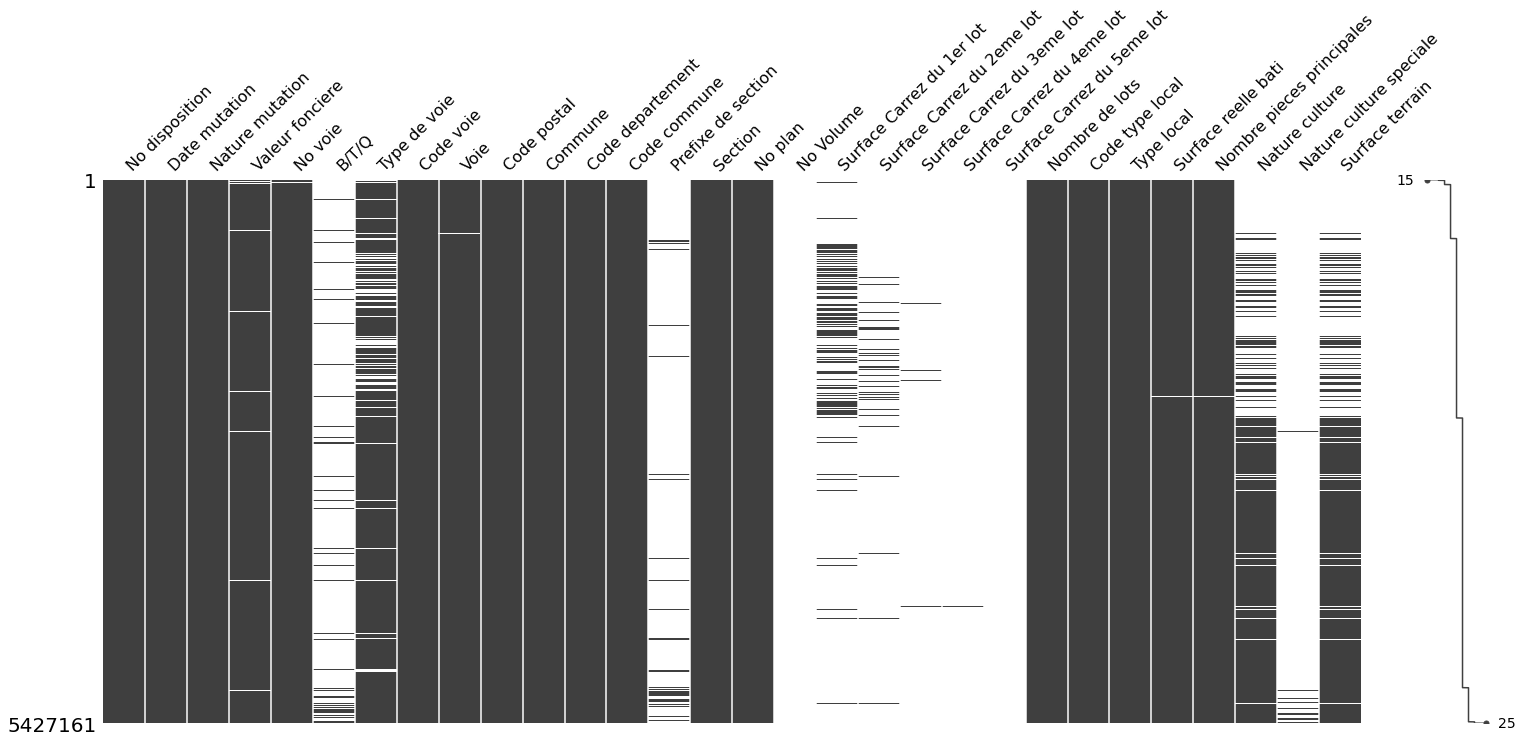 No disposition
Date mutation
Nature mutation
Valeur fonciere
No voie
B/T/Q
Type de voie
Code voie
Voie
Code postal
Commune
Code departement
Code commune
Prefixe de section
Section
No plan
No Volume
Surface Carrez du 1er lot
Surface Carrez du 2eme lot
Surface Carrez du 3eme lot
Surface Carrez du 4eme lot
Surface Carrez du 5eme lot
Nombre de lots
Code type local
Type local
Surface reelle bati
Nombre pieces principales
Nature culture
Nature culture speciale
Surface terrain
1
15
5427161
25